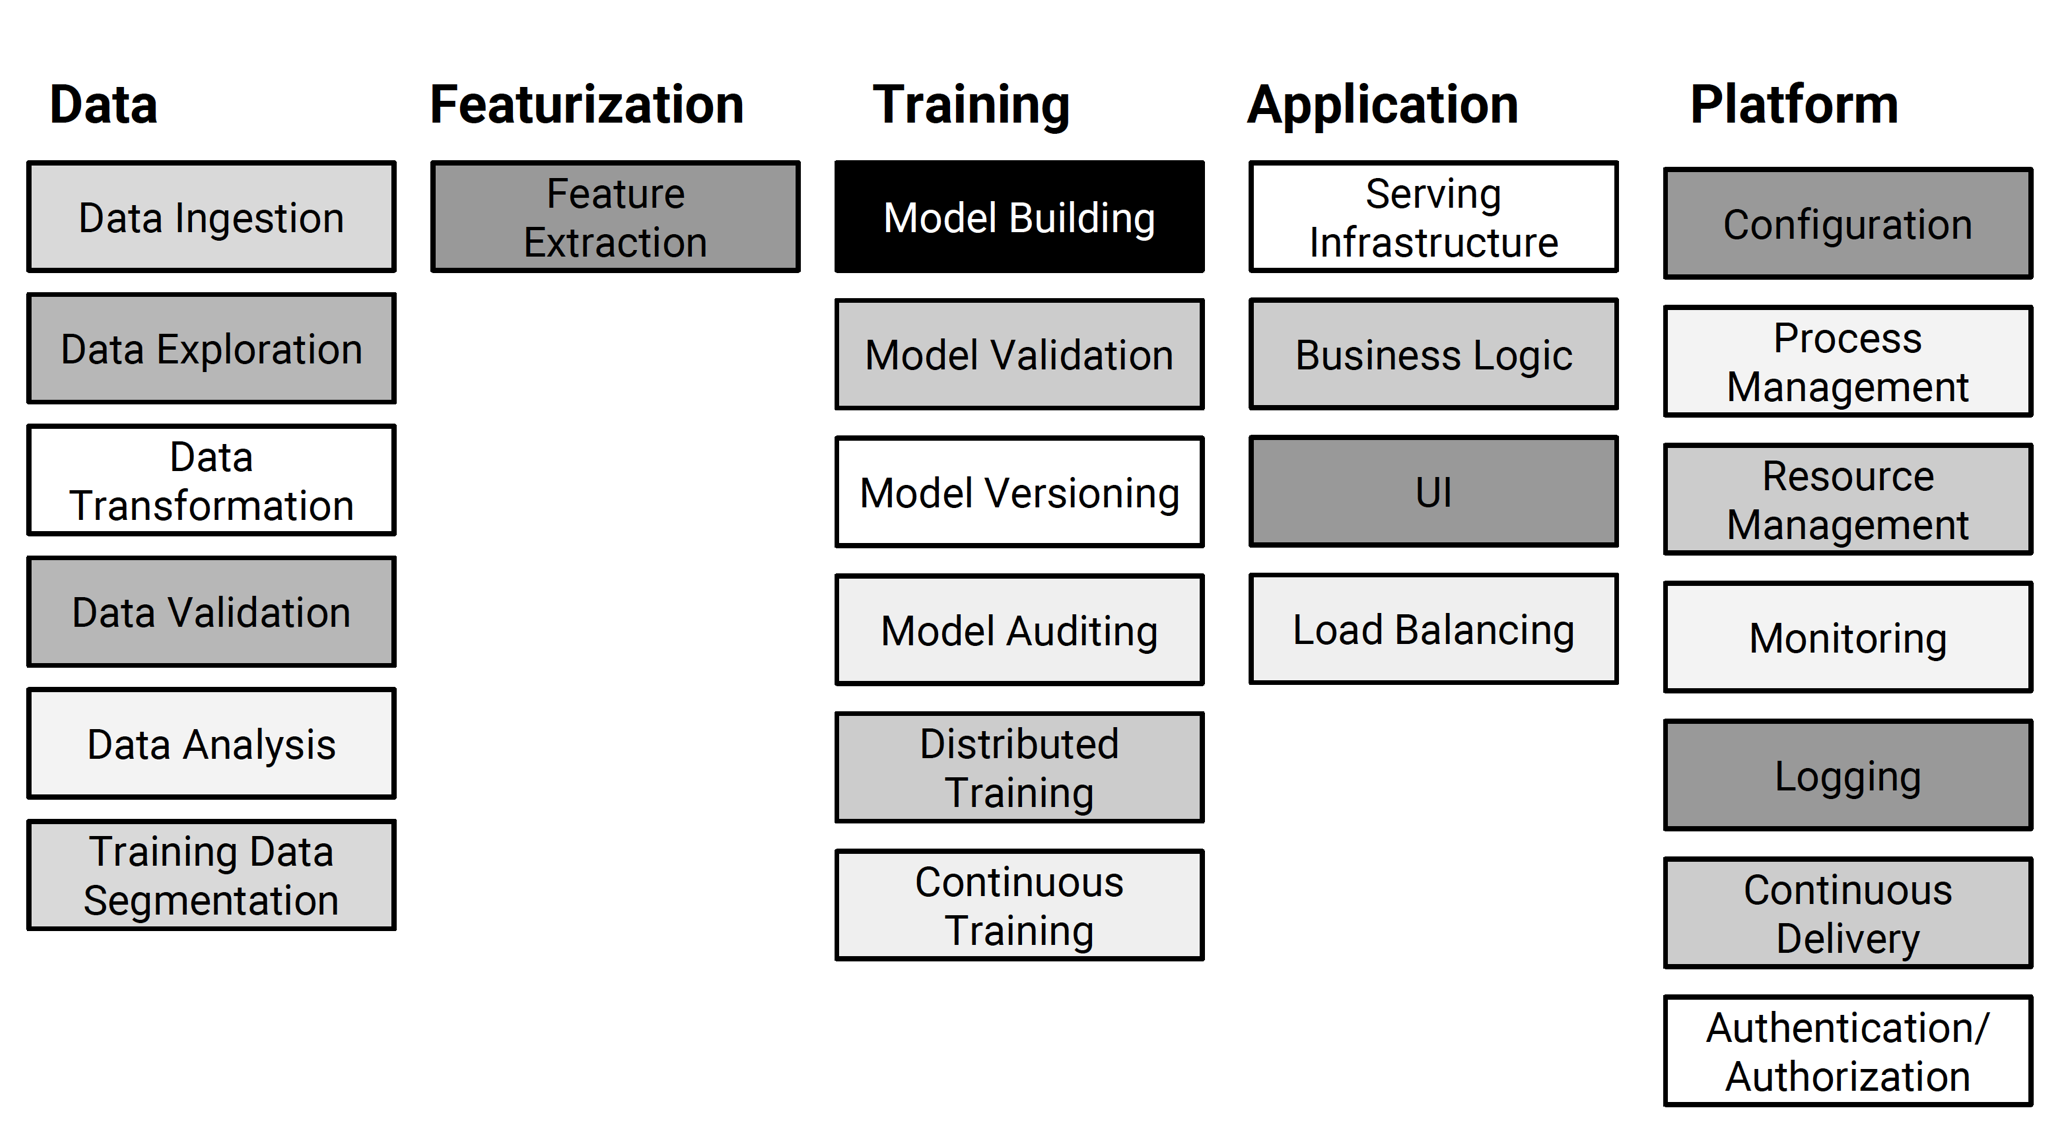 Data
Featurization
Training
Application
Platform
Data Ingestion
Data Exploration
Data
Transformation
Data Validation
Data Analysis
Training Data
Segmentation
Feature
Extraction
Model Building
Model Validation
Model Versioning
Model Auditing
Distributed
Training
Continuous
Training
Serving
Infrastructure
Business Logic
UI
Load Balancing
Configuration
Process
Management
Resource
Management
Monitoring
Logging
Continuous
Delivery
Authentication/
Authorization